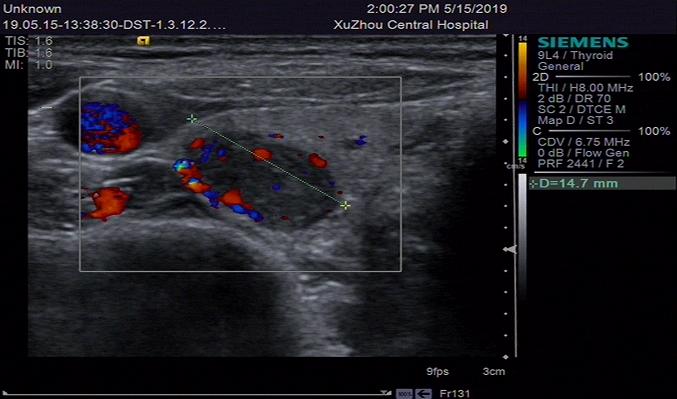 Unknown
2:00:27 PM 5/15/2019
19.05.15-13:38:30-DST-1.3.12.2....
XuZhou Central Hospital
TIS: 1.6
TIB: 1.6
MI: 1.0
14
cm/s
14
SIEMENS
9L4 / Thyroid
General
2D 100%
THI / H8.00 MHz
2 dB / DR 70
SC 2 / DTCE M
Map D / ST 3
C 100%
CDV / 6.75 MHz
0 dB / Flow Gen
PRF 2441 / F 2
D=14.7 mm
9fps 3cm
100% Fr131